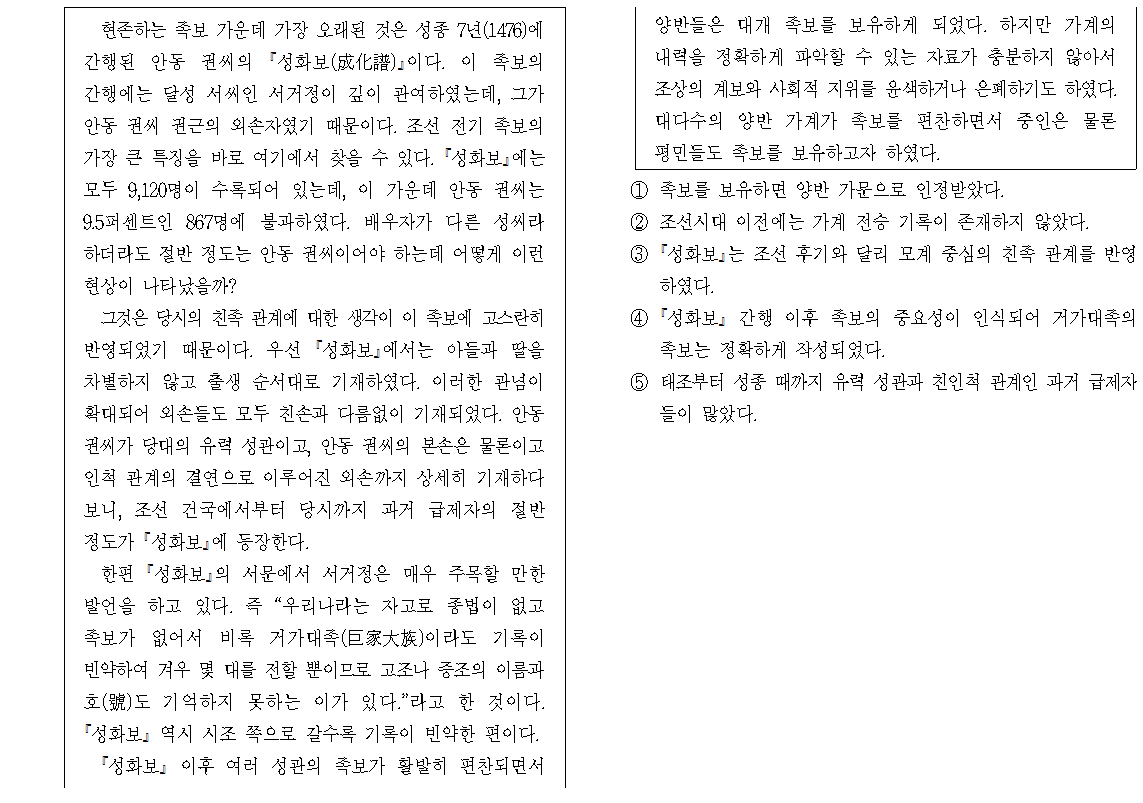 현존하는 족보 가운데 가장 오래된 것은 성종 7년(1476)에
간행된 안동 권씨의 『성화보(成化譜)』이다. 이 족보의
간행에는 달성 서씨인 서거정이 깊이 관여하였는데, 그가
안동 권씨 권근의 외손자였기 때문이다. 조선 전기 족보의
가장 큰 특징을 바로 여기에서 찾을 수 있다. 『성화보』에는
모두 9,120명이 수록되어 있는데, 이 가운데 안동 권씨는
9.5퍼센트인 867명에 불과하였다. 배우자가 다른 성씨라
하더라도 절반 정도는 안동 권씨이어야 하는데 어떻게 이런
현상이 나타났을까?
그것은 당시의 친족 관계에 대한 생각이 이 족보에 고스란히
반영되었기 때문이다. 우선 『성화보』에서는 아들과 딸을
차별하지 않고 출생 순서대로 기재하였다. 이러한 관념이
확대되어 외손들도 모두 친손과 다름없이 기재되었다. 안동
권씨가 당대의 유력 성관이고, 안동 권씨의 본손은 물론이고
인척 관계의 결연으로 이루어진 외손까지 상세히 기재하다
보니, 조선 건국에서부터 당시까지 과거 급제자의 절반
정도가 『성화보』에 등장한다.
한편 『성화보』의 서문에서 서거정은 매우 주목할 만한
발언을 하고 있다. 즉 “우리나라는 자고로 종법이 없고
족보가 없어서 비록 거가대족(巨家大族)이라도 기록이
빈약하여 겨우 몇 대를 전할 뿐이므로 고조나 증조의 이름과
호(號)도 기억하지 못하는 이가 있다.”라고 한 것이다.
『성화보』 역시 시조 쪽으로 갈수록 기록이 빈약한 편이다.
『성화보』 이후 여러 성관의 족보가 활발히 편찬되면서
양반들은 대개 족보를 보유하게 되었다. 하지만 가계의
내력을 정확하게 파악할 수 있는 자료가 충분하지 않아서
조상의 계보와 사회적 지위를 윤색하거나 은폐하기도 하였다.
대다수의 양반 가계가 족보를 편찬하면서 중인은 물론
평민들도 족보를 보유하고자 하였다.
① 족보를 보유하면 양반 가문으로 인정받았다.
② 조선시대 이전에는 가계 전승 기록이 존재하지 않았다.
③ 『성화보』는 조선 후기와 달리 모계 중심의 친족 관계를 반영
하였다.
④ 『성화보』 간행 이후 족보의 중요성이 인식되어 거가대족의
족보는 정확하게 작성되었다.
⑤ 태조부터 성종 때까지 유력 성관과 친인척 관계인 과거 급제자
들이 많았다.